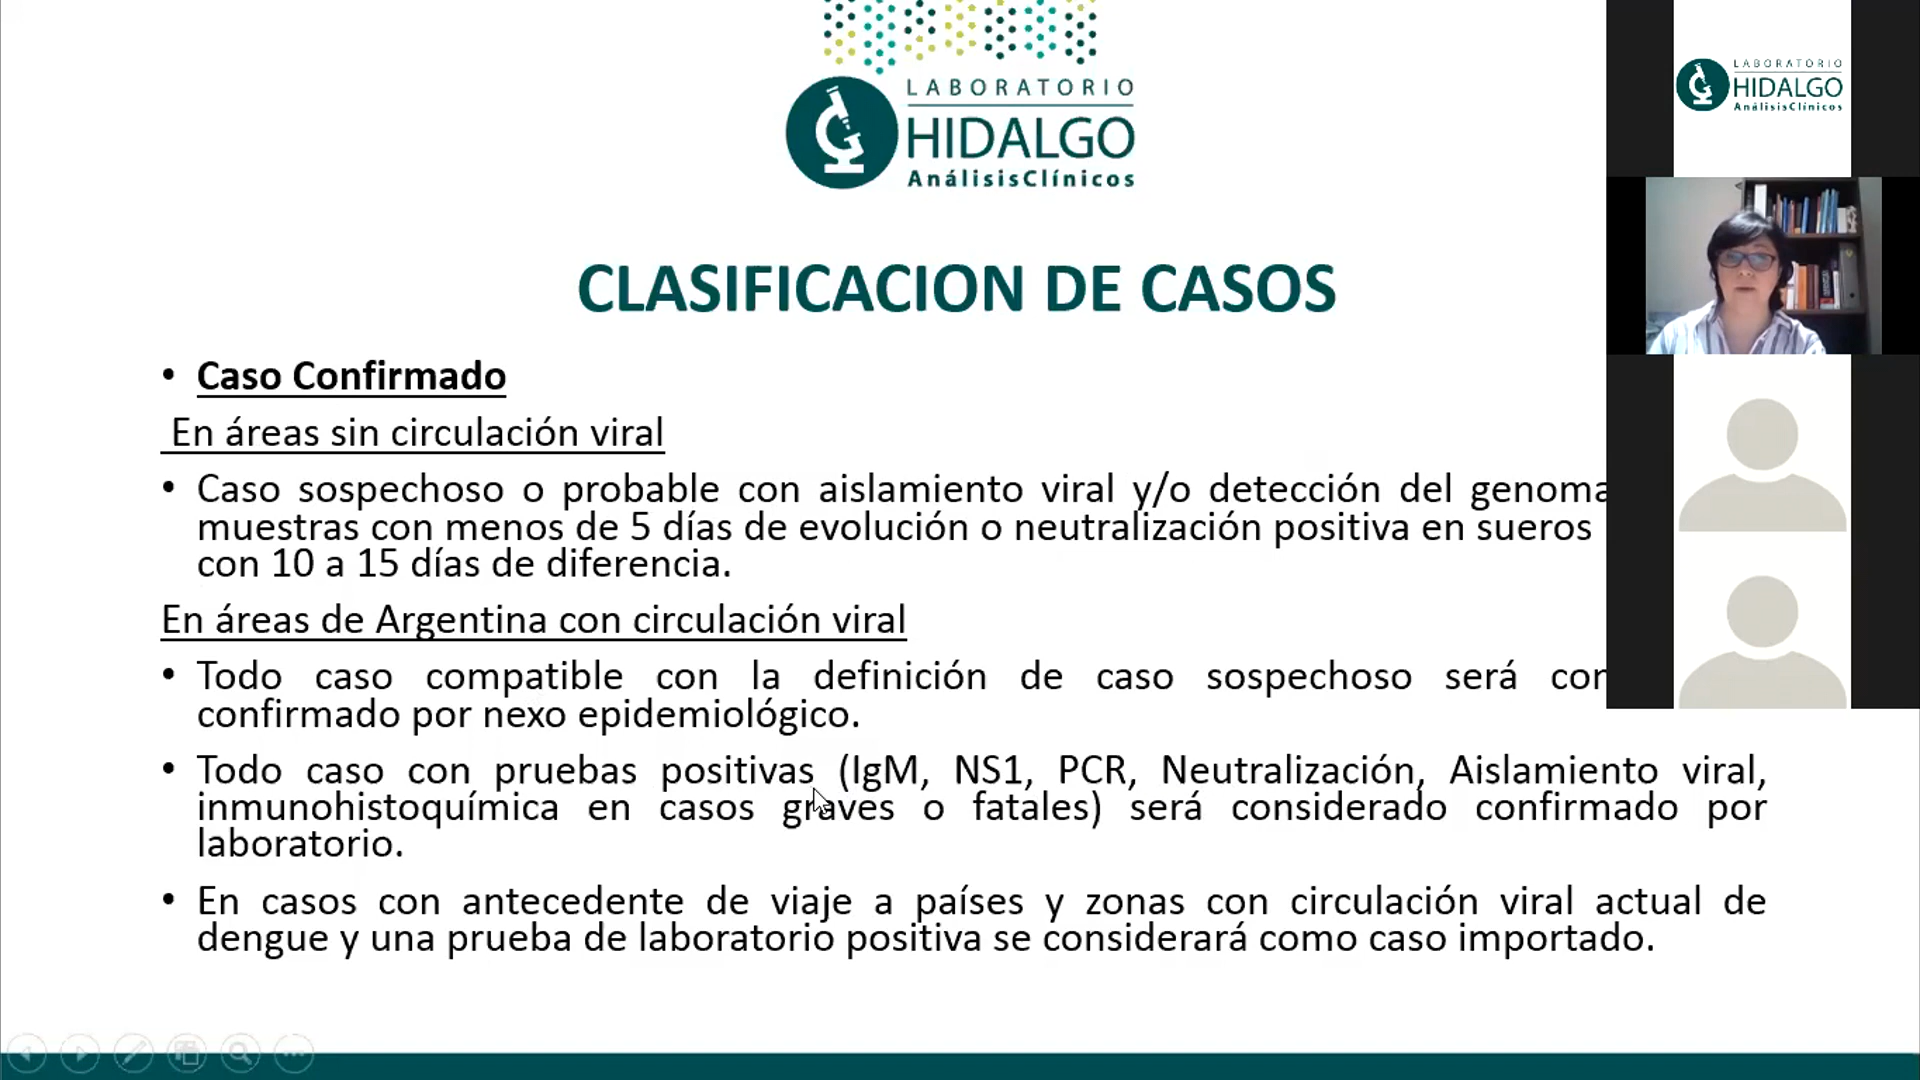 LABORATORIO
HIDALGO
AnálisisClínicos
LABORATORIO
HIDALGO
AnálisisClínicos
CLASIFICACION DE CASOS
• Caso Confirmado
En áreas sin circulación viral
• Caso sospechoso o probable con aislamiento viral y/o detección del genoma
muestras con menos de 5 días de evolución o neutralización positiva en sueros
con 10 a 15 días de diferencia.
En áreas de Argentina con circulación viral
• Todo caso compatible con la definición de caso sospechoso será
confirmado por nexo epidemiológico.
• Todo caso con pruebas positivas (IgM, NS1, PCR, Neutralización, Aislamiento viral,
inmunohistoquímica en casos graves o fatales) será considerado confirmado por
laboratorio.
• En casos con antecedente de viaje a países y zonas con circulación viral actual de
dengue y una prueba de laboratorio positiva se considerará como caso importado.